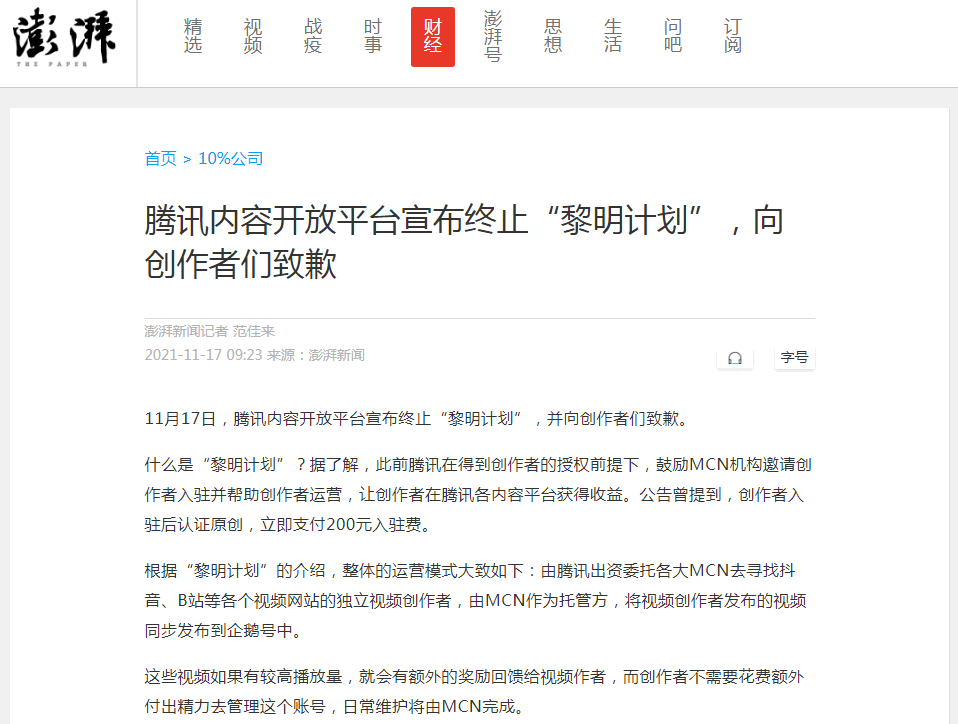 澎湃
THE PAPER
精选
视频
战疫
时事
财经
澎湃号
思想
生活
问吧
订阅
首页 > 10%公司
腾讯内容开放平台宣布终止“黎明计划”，向
创作者们致歉
澎湃新闻记者 范佳来
2021-11-17 09:23 来源：澎湃新闻
字号
11月17日，腾讯内容开放平台宣布终止“黎明计划”，并向创作者们致歉。
什么是“黎明计划”？据了解，此前腾讯在得到创作者的授权前提下，鼓励MCN机构邀请创
作者入驻并帮助创作者运营，让创作者在腾讯各内容平台获得收益。公告曾提到，创作者入
驻后认证原创，立即支付200元入驻费。
根据“黎明计划”的介绍，整体的运营模式大致如下：由腾讯出资委托各大MCN去寻找抖
音、B站等各个视频网站的独立视频创作者，由MCN作为托管方，将视频创作者发布的视频
同步发布到企鹅号中。
这些视频如果有较高播放量，就会有额外的奖励回馈给视频作者，而创作者不需要花费额外
付出精力去管理这个账号，日常维护将由MCN完成。